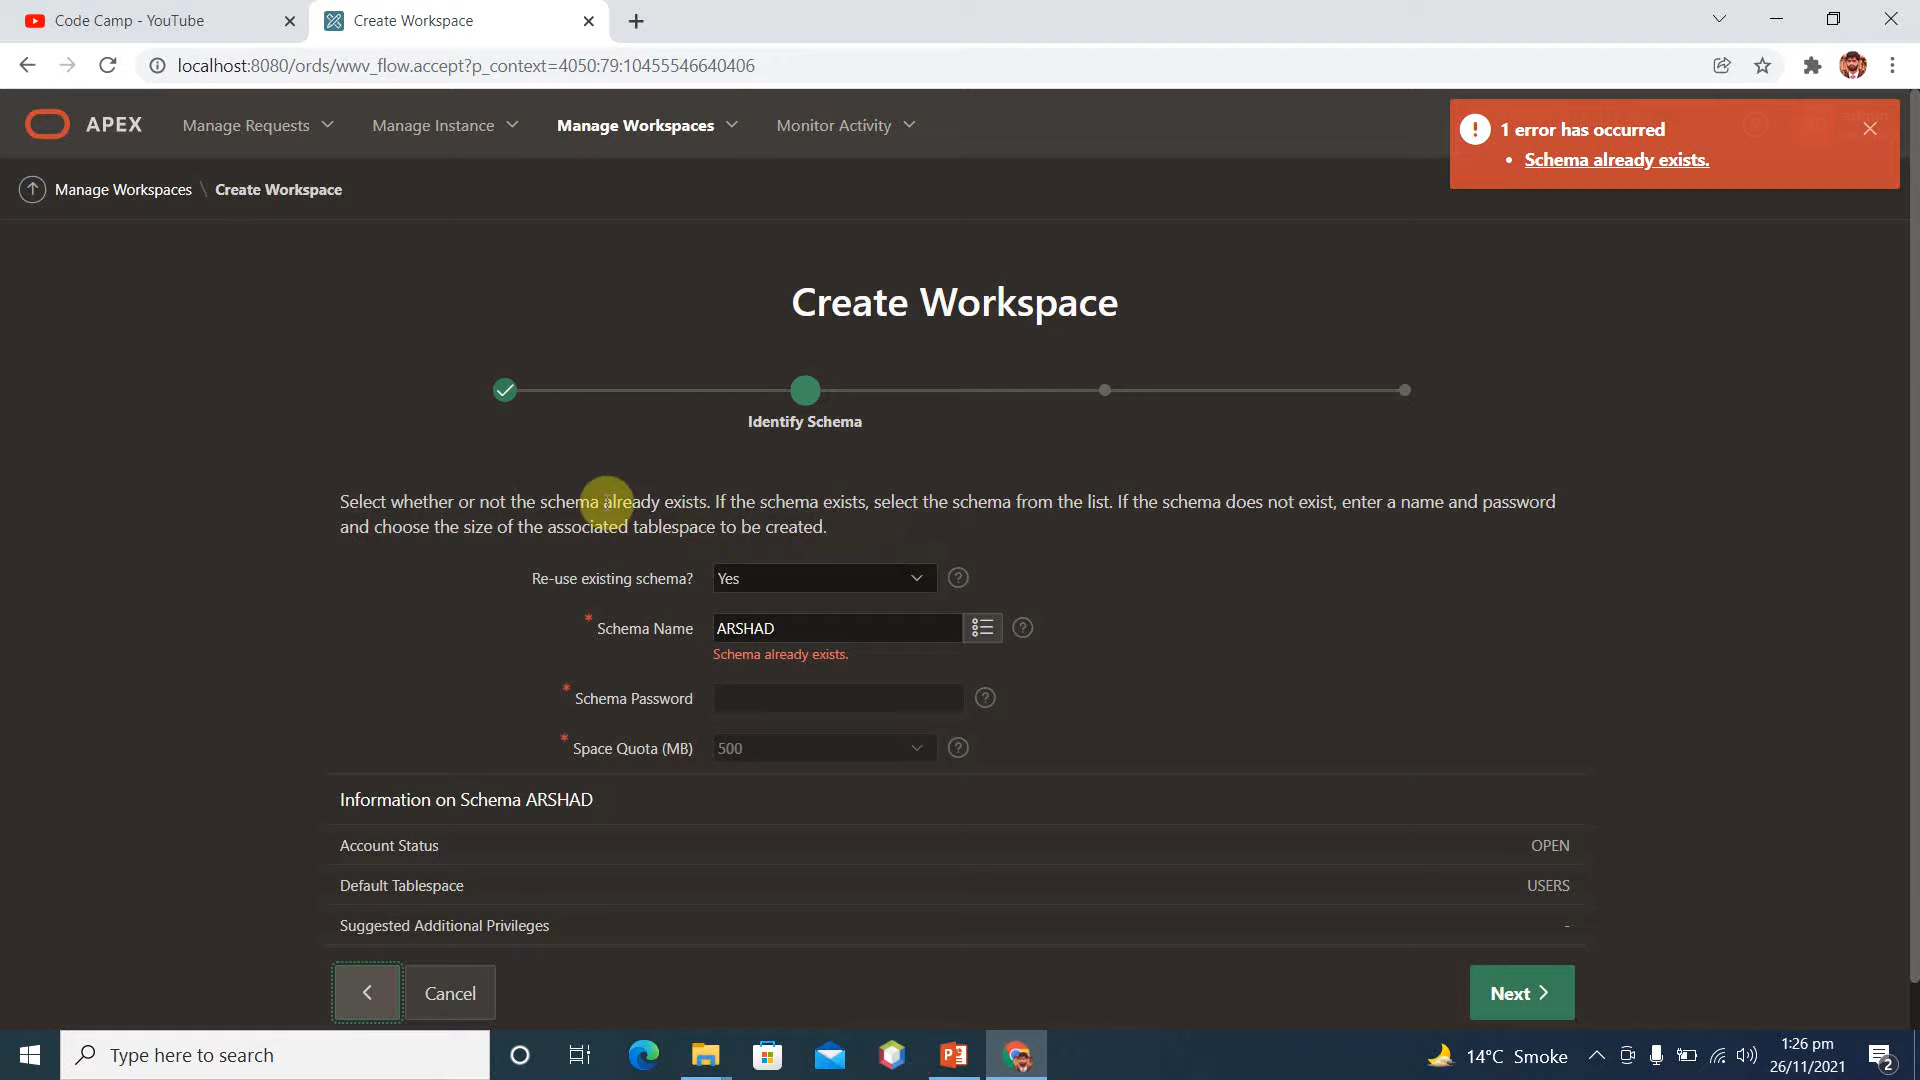 Code Camp - YouTube
Create Workspace
localhost:8080/ords/wwv_flow.accept?p_context=4050:79:10455546640406
APEX
Manage Requests
Manage Instance
Manage Workspaces
Monitor Activity
1 error has occurred
Schema already exists.
Manage Workspaces \ Create Workspace
Create Workspace
Identify Schema
Select whether or not the schema already exists. If the schema exists, select the schema from the list. If the schema does not exist, enter a name and password
and choose the size of the associated tablespace to be created.
Re-use existing schema? Yes
* Schema Name ARSHAD
Schema already exists.
* Schema Password
* Space Quota (MB) 500
Information on Schema ARSHAD
Account Status OPEN
Default Tablespace USERS
Suggested Additional Privileges -
Cancel
Next
Type here to search
14°C Smoke
1:26 pm
26/11/2021
2